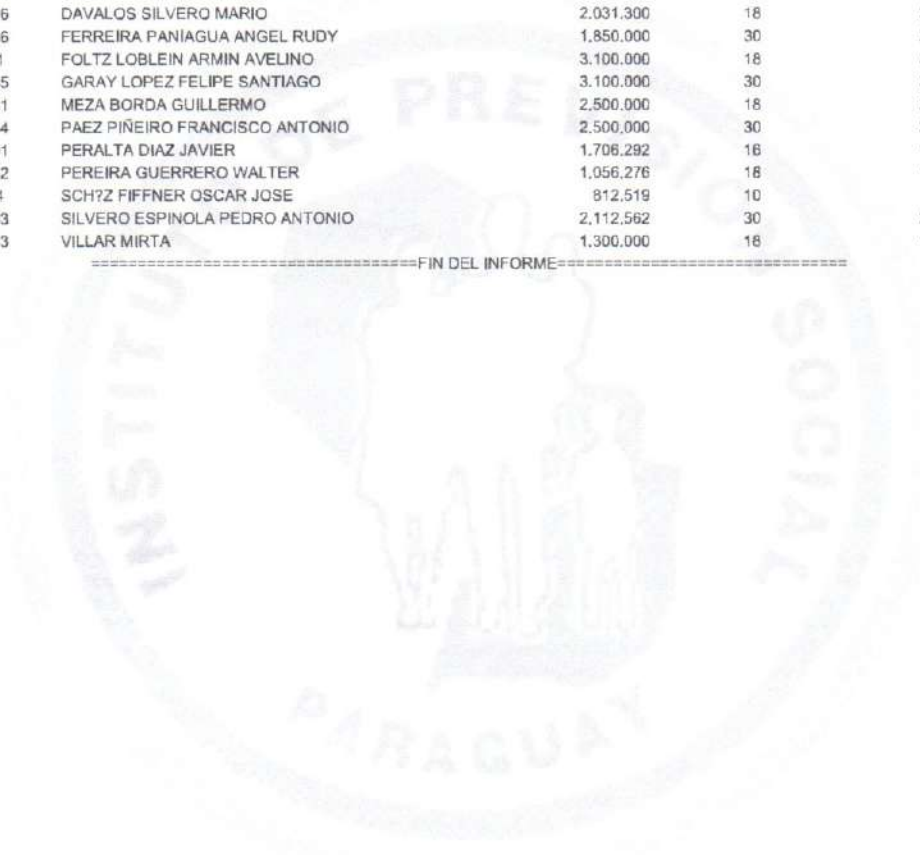 6 DAVALOS SILVERO MARIO 2.031.300 18
6 FERREIRA PANIAGUA ANGEL RUDY 1.850.000 30
FOLTZ LOBLEIN ARMIN AVELINO 3.100.000 18
5 GARAY LOPEZ FELIPE SANTIAGO 3.100.000 30
1 MEZA BORDA GUILLERMO 2.500.000 18
4 PAEZ PIÑEIRO FRANCISCO ANTONIO 2.500.000 30
1 PERALTA DIAZ JAVIER 1.706.292 16
2 PEREIRA GUERRERO WALTER 1.056.276 18
SCH?Z FIFFNER OSCAR JOSE 812.519 10
3 SILVERO ESPINOLA PEDRO ANTONIO 2.112.562 30
3 VILLAR MIRTA 1.300.000 18
===================================FIN DEL INFORME===============================
INSTITUTO DE PREVISION SOCIAL
PARAGUAY